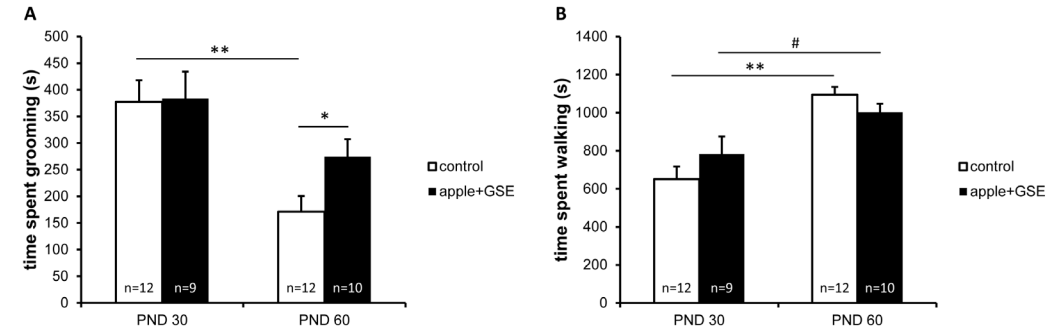 A
time spent grooming (s)
500
450
400
350
300
250
200
150
100
50
0
**
*
n=12
n=9
n=12
n=10
PND 30
PND 60
control
apple+GSE
B
time spent walking (s)
1400
1200
1000
800
600
400
200
0
#
**
n=12
n=9
n=12
n=10
PND 30
PND 60
control
apple+GSE